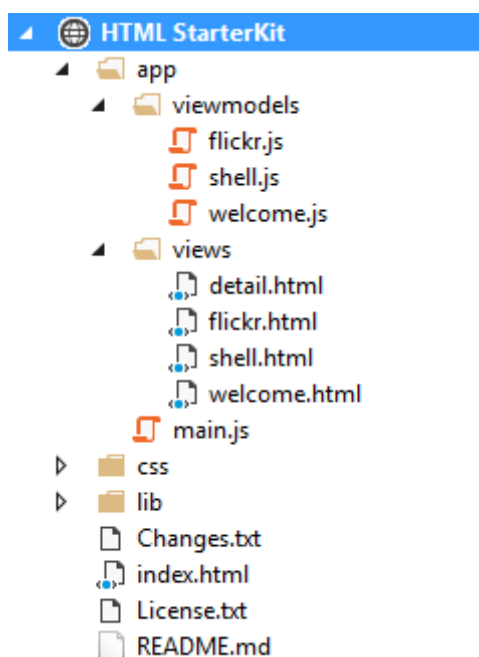 HTML StarterKit
app
viewmodels
flickr.js
shell.js
welcome.js
views
detail.html
flickr.html
shell.html
welcome.html
main.js
css
lib
Changes.txt
index.html
License.txt
README.md